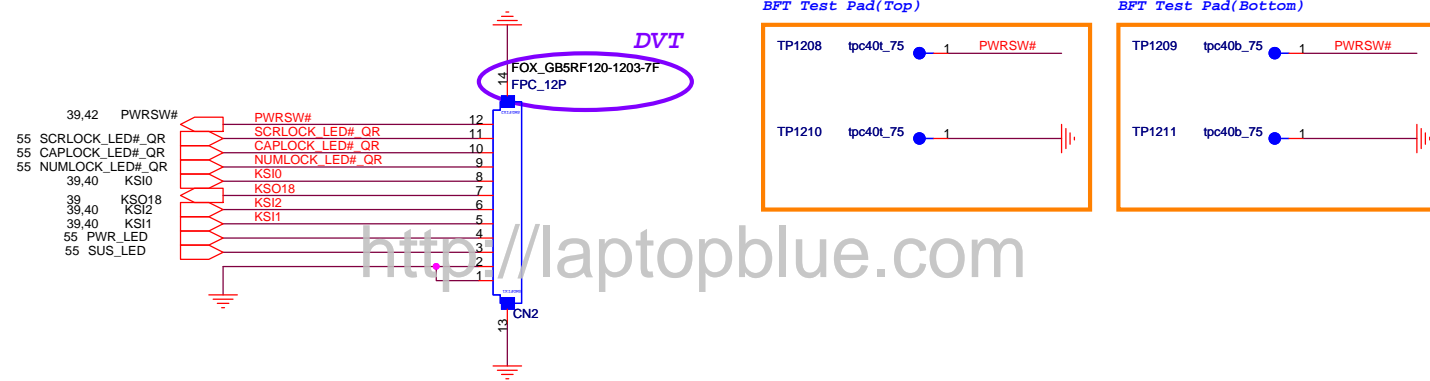 BFT Test Pad(Top)
BFT Test Pad(Bottom)
DVT
14
FOX_GB5RF120-1203-7F
FPC_12P
TP1208 tpc40t_75 1 PWRSW#
TP1209 tpc40b_75 1 PWRSW#
TP1210 tpc40t_75 1
TP1211 tpc40b_75 1
39,42 PWRSW# PWRSW# 12
55 SCRLOCK_LED#_QR SCRLOCK_LED#_QR 11
55 CAPLOCK_LED#_QR CAPLOCK_LED#_QR 10
55 NUMLOCK_LED#_QR NUMLOCK_LED#_QR 9
39,40 KSI0 KSI0 8
39 KSO18 KSO18 7
39,40 KSI2 KSI2 6
39,40 KSI1 KSI1 5
55 PWR_LED 4
55 SUS_LED 3
2
1
http://laptopblue.com
CN2
13